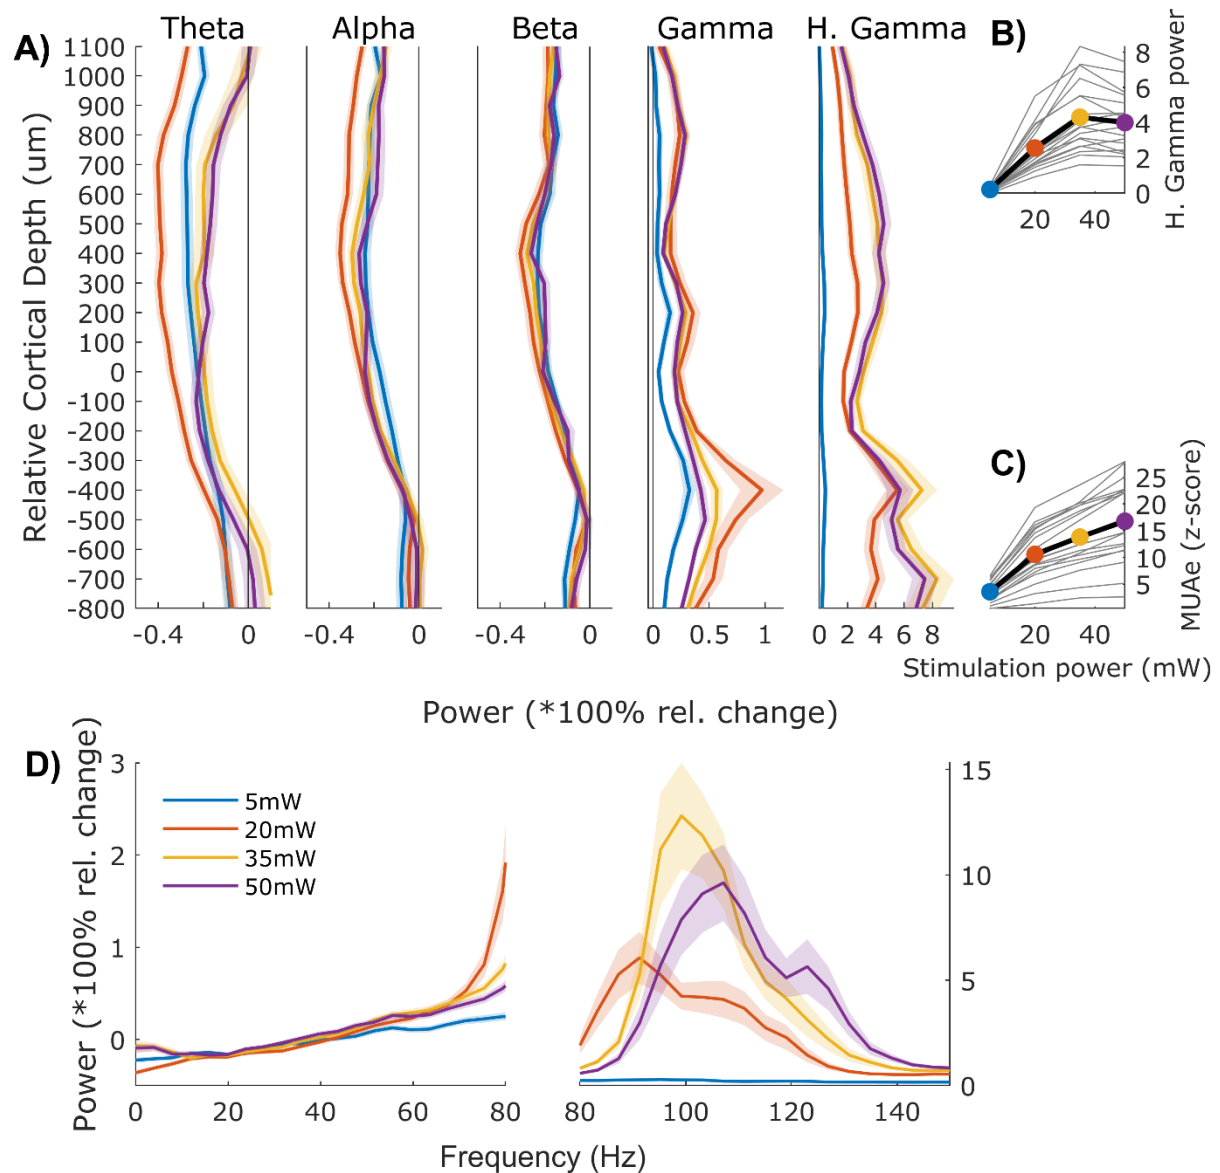 A)
Theta
Alpha
Beta
Gamma
H. Gamma
B)
Relative Cortical Depth (um)
1100
1000
900
800
700
600
500
400
300
200
100
0
-100
-200
-300
-400
-500
-600
-700
-800
-0.4 0
-0.4 0
-0.4 0
0 0.5 1
0 2 4 6 8
8
6
4
2
0
H. Gamma power
20 40
C)
25
20
15
10
5
MUAe (z-score)
20 40
Stimulation power (mW)
Power (*100% rel. change)
D)
Power (*100% rel. change)
3
2
1
0
5mW
20mW
35mW
50mW
0 20 40 60 80
80 100 120 140
15
10
5
0
Frequency (Hz)